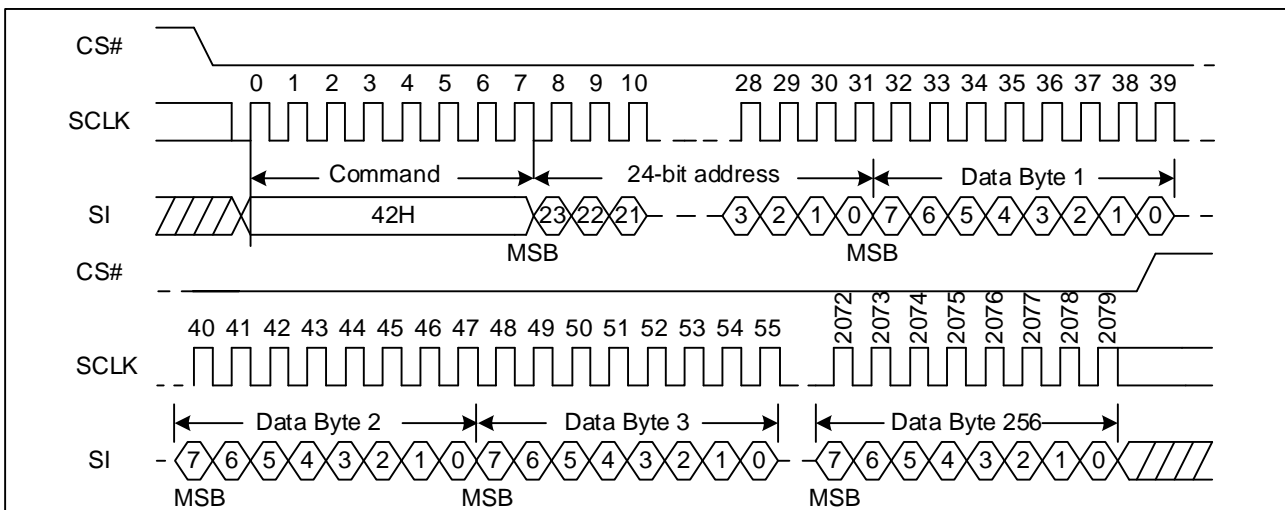 CS#
0 1 2 3 4 5 6 7 8 9 10 28 29 30 31 32 33 34 35 36 37 38 39
SCLK
Command 24-bit address Data Byte 1
SI 42H 23 22 21 3 2 1 0 7 6 5 4 3 2 1 0
MSB MSB
CS#
40 41 42 43 44 45 46 47 48 49 50 51 52 53 54 55 2072 2073 2074 2075 2076 2077 2078 2079
SCLK
Data Byte 2 Data Byte 3 Data Byte 256
SI 7 6 5 4 3 2 1 0 7 6 5 4 3 2 1 0 7 6 5 4 3 2 1 0
MSB MSB MSB